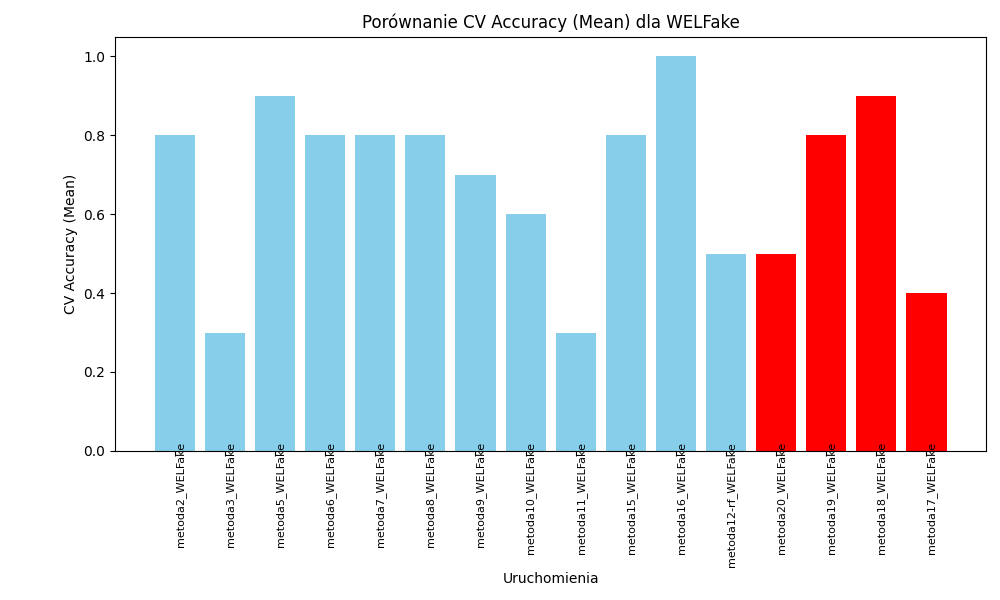 Porównanie CV Accuracy (Mean) dla WELFake
CV Accuracy (Mean)
1.0
0.8
0.6
0.4
0.2
0.0
metoda2_WELFake
metoda3_WELFake
metoda5_WELFake
metoda6_WELFake
metoda7_WELFake
metoda8_WELFake
metoda9_WELFake
metoda10_WELFake
metoda11_WELFake
metoda15_WELFake
metoda16_WELFake
metoda12-rf_WELFake
metoda20_WELFake
metoda19_WELFake
metoda18_WELFake
metoda17_WELFake
Uruchomienia